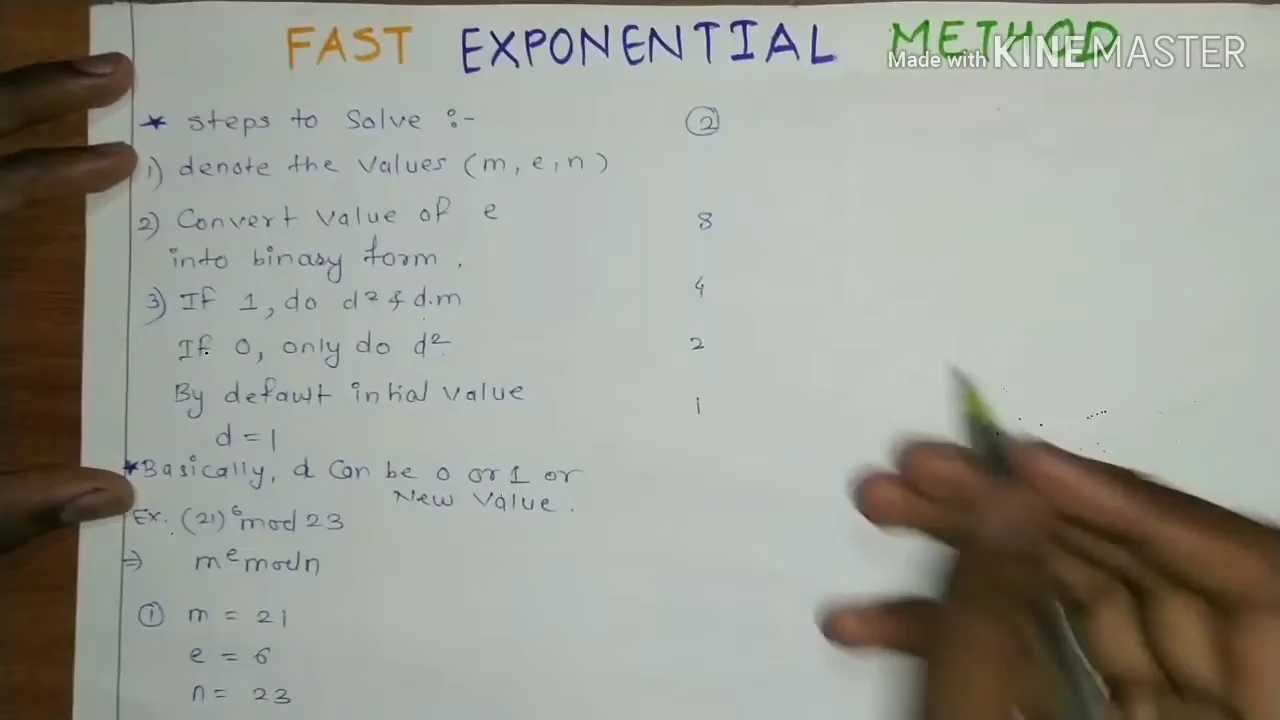 FAST EXPONENTIAL METHOD
Made with KINEMASTER
* steps to Solve :-
1) denote the values (m, e, n)
2) Convert value of e
into binary form.
3) If 1, do d² & d.m
If 0, only do d²
By default initial value
d = 1
* Basically, d can be 0 or 1 or
New Value.
Ex. (21)⁶ mod 23
⇒ mᵉ mod n
① m = 21
e = 6
n = 23
②
8
4
2
1